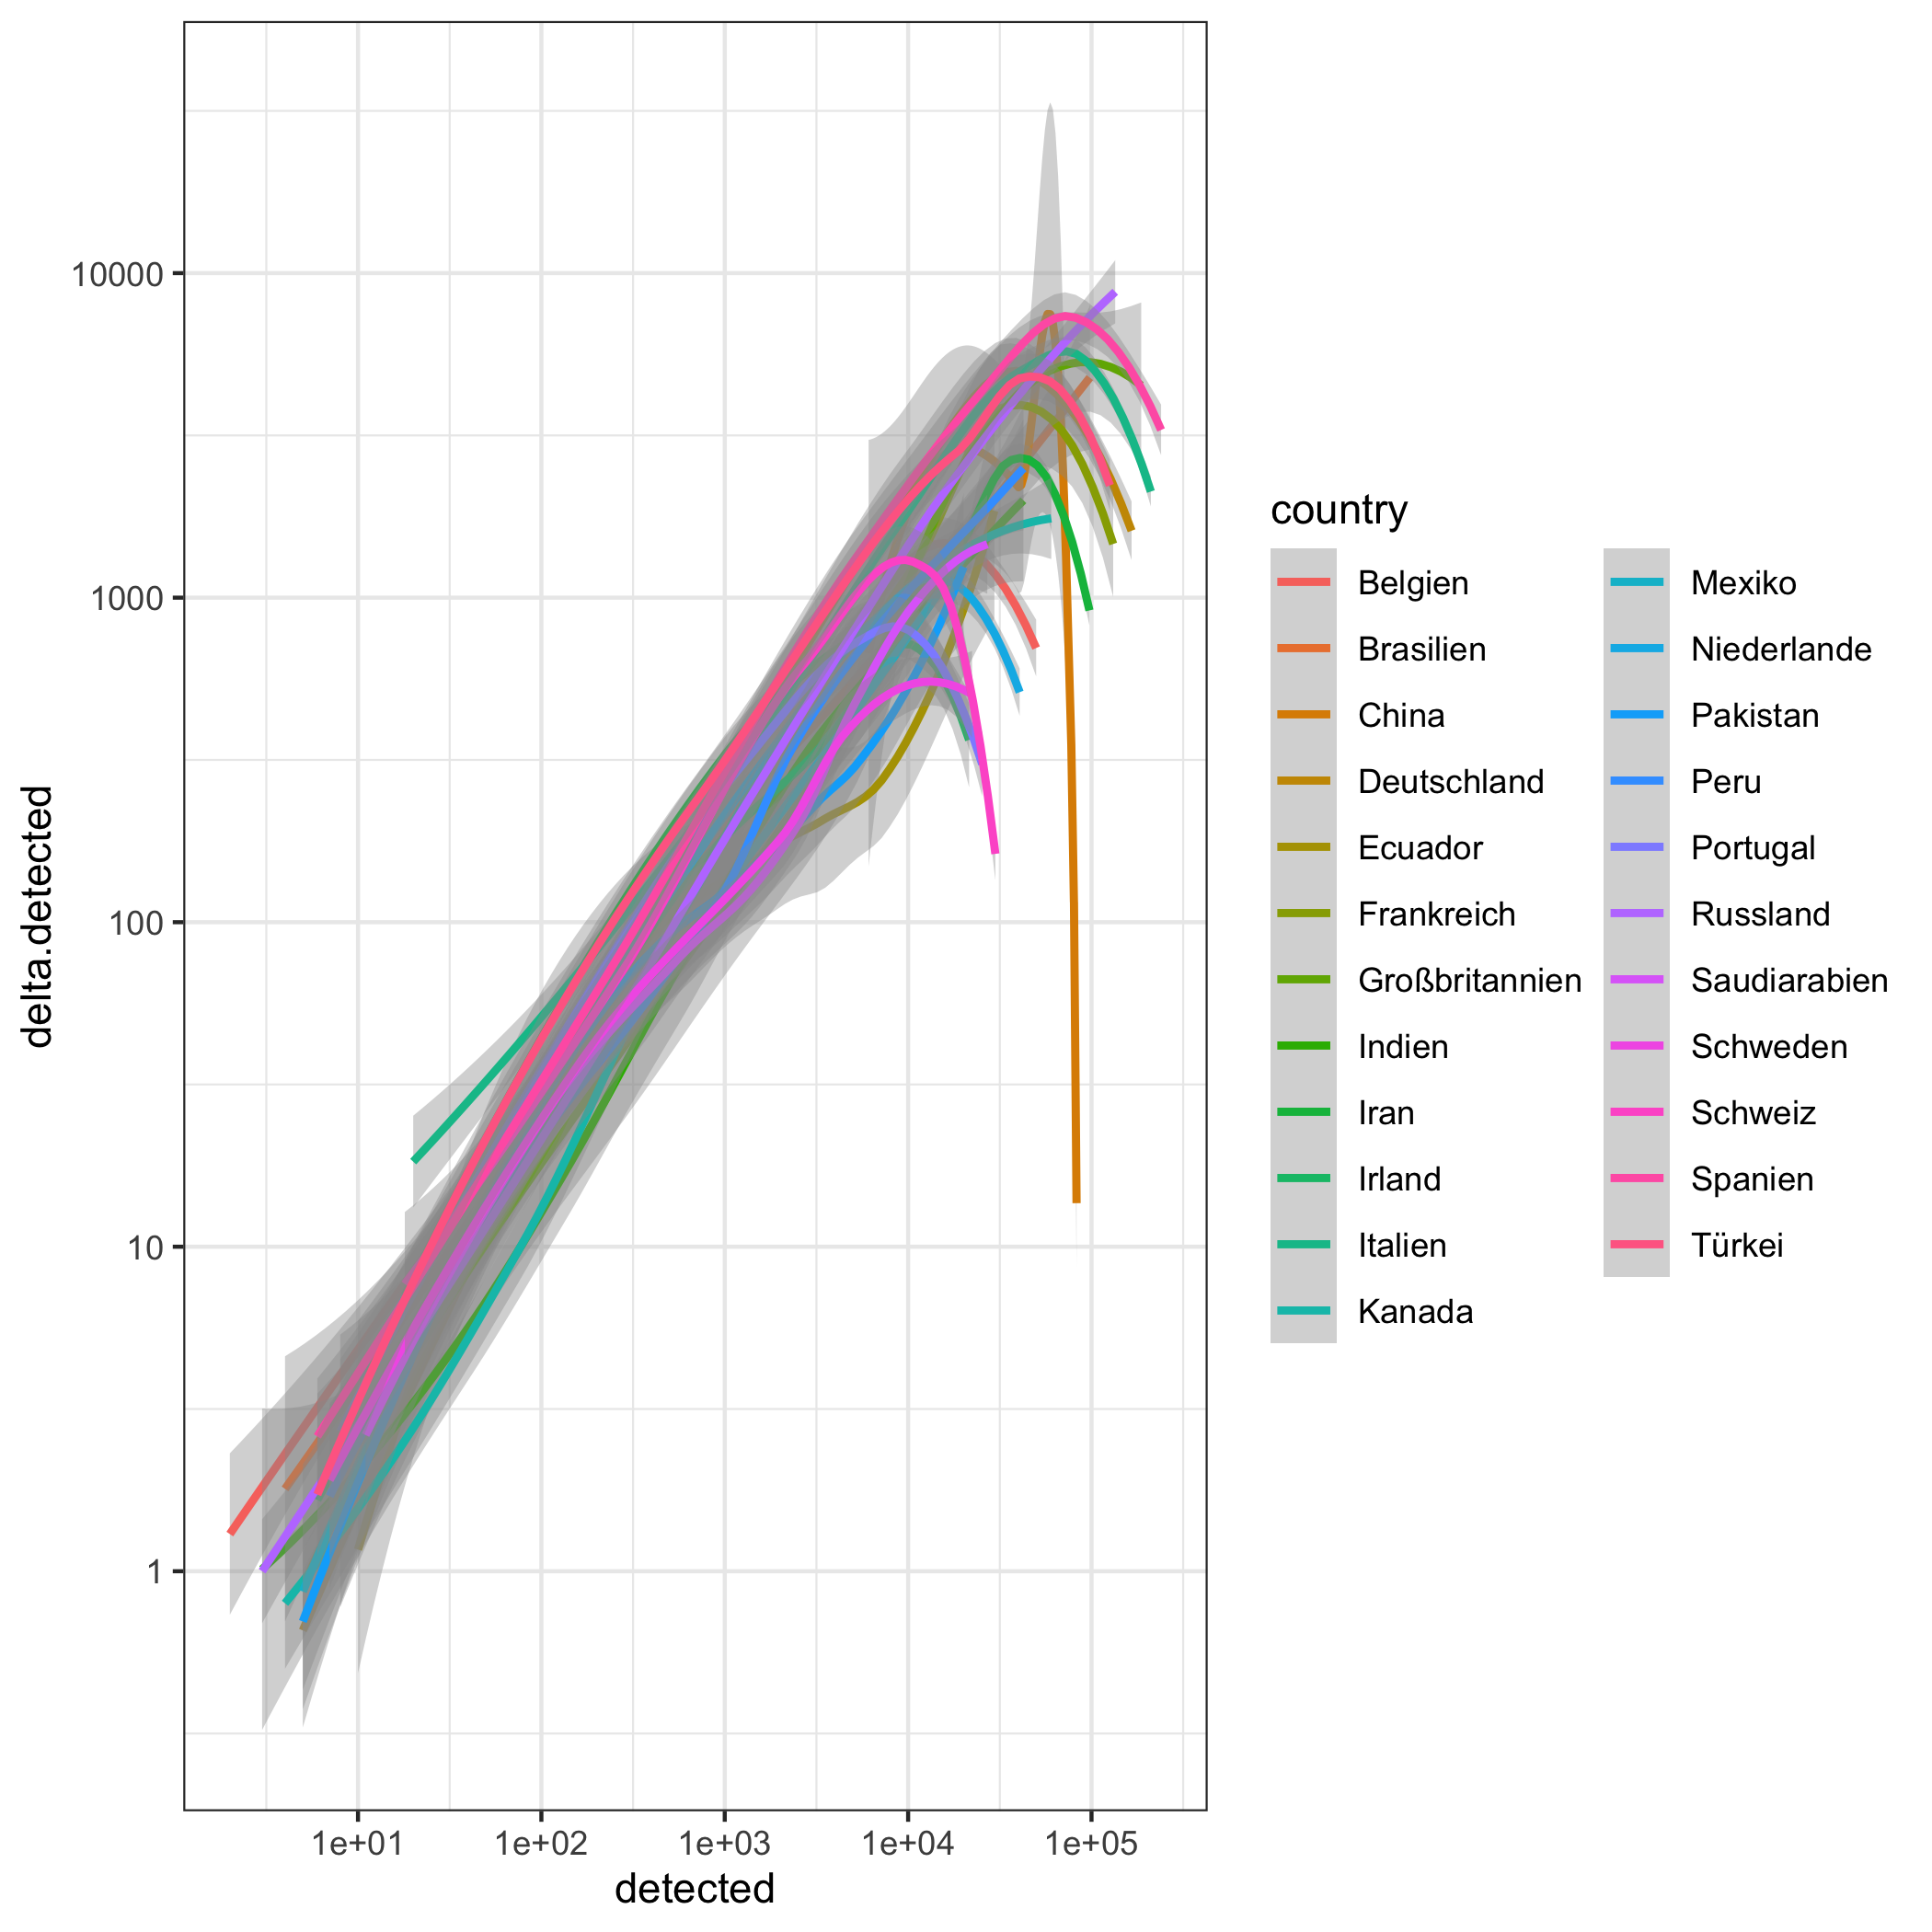 10000
1000
100
10
1
delta.detected
1e+01 1e+02 1e+03 1e+04 1e+05
detected
country
Belgien
Brasilien
China
Deutschland
Ecuador
Frankreich
Großbritannien
Indien
Iran
Irland
Italien
Kanada
Mexiko
Niederlande
Pakistan
Peru
Portugal
Russland
Saudiarabien
Schweden
Schweiz
Spanien
Türkei